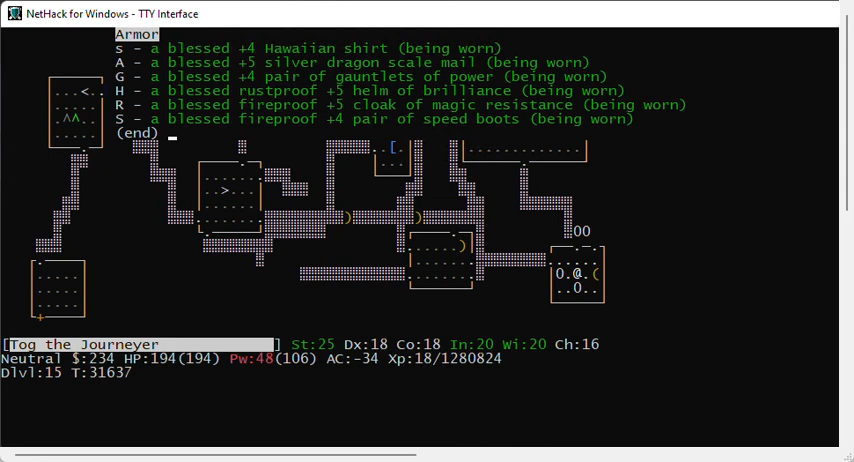 NetHack for Windows - TTY Interface
Armor
s - a blessed +4 Hawaiian shirt (being worn)
A - a blessed +5 silver dragon scale mail (being worn)
G - a blessed +4 pair of gauntlets of power (being worn)
H - a blessed rustproof +5 helm of brilliance (being worn)
R - a blessed fireproof +5 cloak of magic resistance (being worn)
S - a blessed fireproof +4 pair of speed boots (being worn)
(end)
[Tog the Journeyer ] St:25 Dx:18 Co:18 In:20 Wi:20 Ch:16
Neutral $:234 HP:194(194) Pw:48(106) AC:-34 Xp:18/1280824
Dlvl:15 T:31637